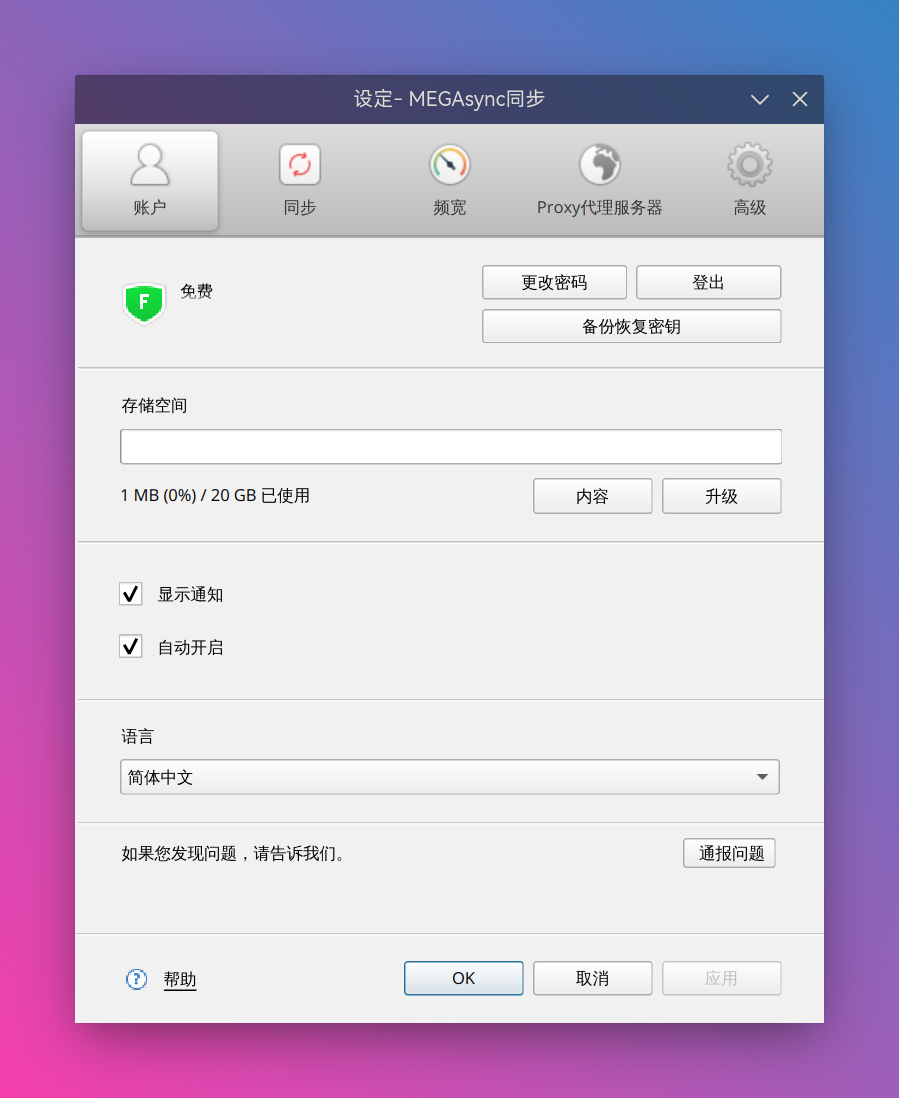 设定- MEGAsync同步
账户
同步
频宽
Proxy代理服务器
高级
F
免费
更改密码
登出
备份恢复密钥
存储空间
1 MB (0%) / 20 GB 已使用
内容
升级
显示通知
自动开启
语言
简体中文
如果您发现问题，请告诉我们。
通报问题
? 帮助
OK
取消
应用